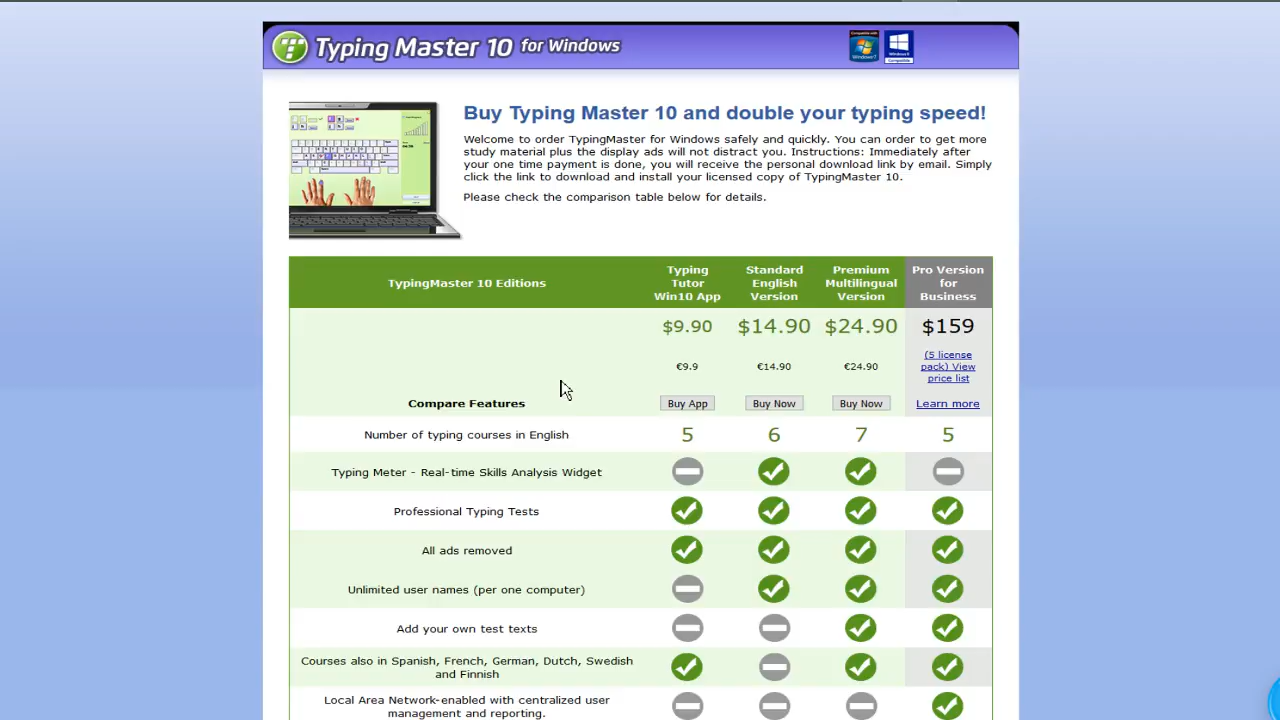 Typing Master 10 for Windows
Buy Typing Master 10 and double your typing speed!
Welcome to order TypingMaster for Windows safely and quickly. You can order to get more
study material plus the display ads will not distract you. Instructions: Immediately after
your one time payment is done, you will receive the personal download link by email. Simply
click the link to download and install your licensed copy of TypingMaster 10.
Please check the comparison table below for details.
TypingMaster 10 Editions
Typing
Tutor
Win10 App
Standard
English
Version
Premium
Multilingual
Version
Pro Version
for
Business
$9.90 $14.90 $24.90 $159
€9.9 €14.90 €24.90
(5 license
pack) View
price list
Compare Features Buy App Buy Now Buy Now Learn more
Number of typing courses in English 5 6 7 5
Typing Meter - Real-time Skills Analysis Widget
Professional Typing Tests
All ads removed
Unlimited user names (per one computer)
Add your own test texts
Courses also in Spanish, French, German, Dutch, Swedish
and Finnish
Local Area Network-enabled with centralized user
management and reporting.